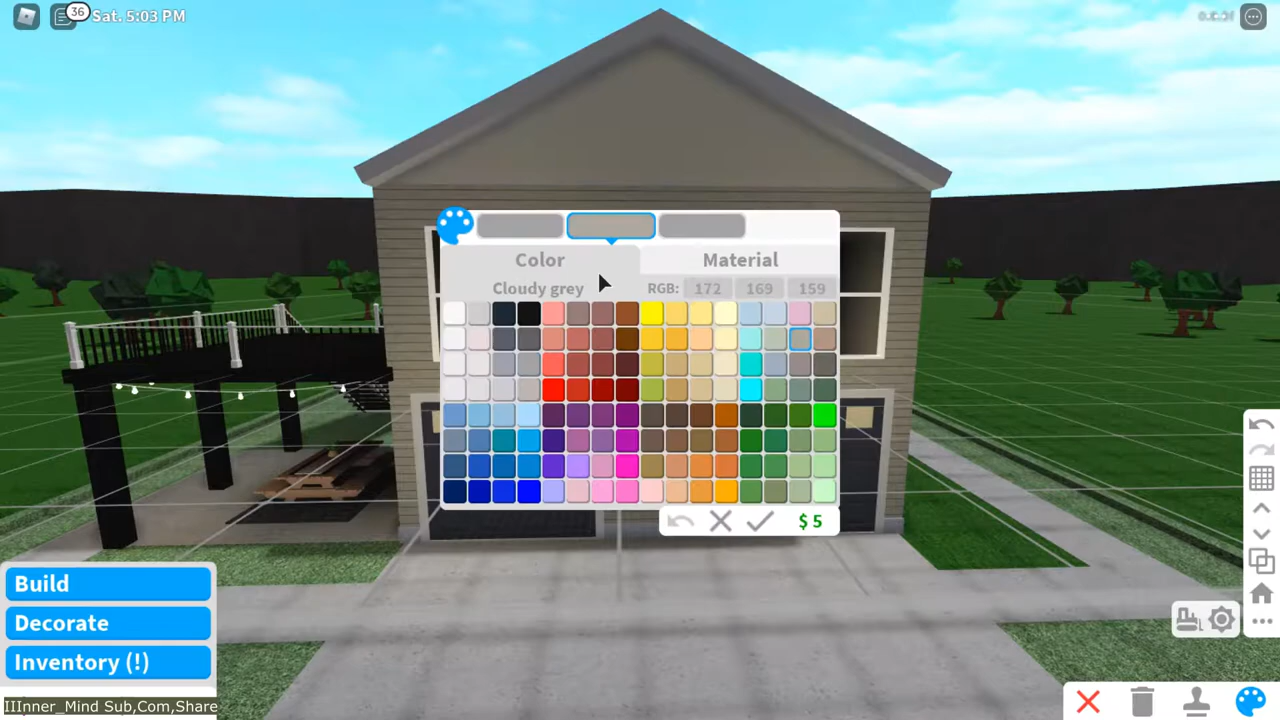 36
Sat. 5:03 PM
Color
Material
Cloudy grey
RGB: 172 169 159
$ 5
Build
Decorate
Inventory (!)
IIInner_Mind Sub,Com,Share